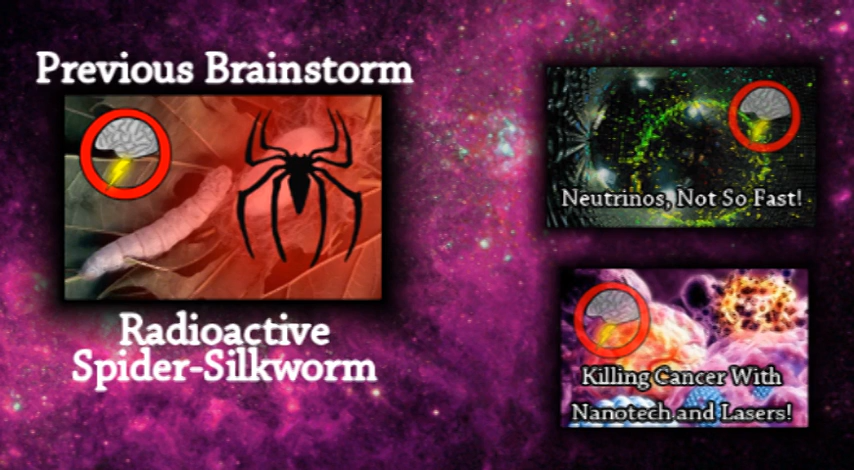 Previous Brainstorm
Radioactive
Spider-Silkworm
Neutrinos, Not So Fast!
Killing Cancer With
Nanotech and Lasers!